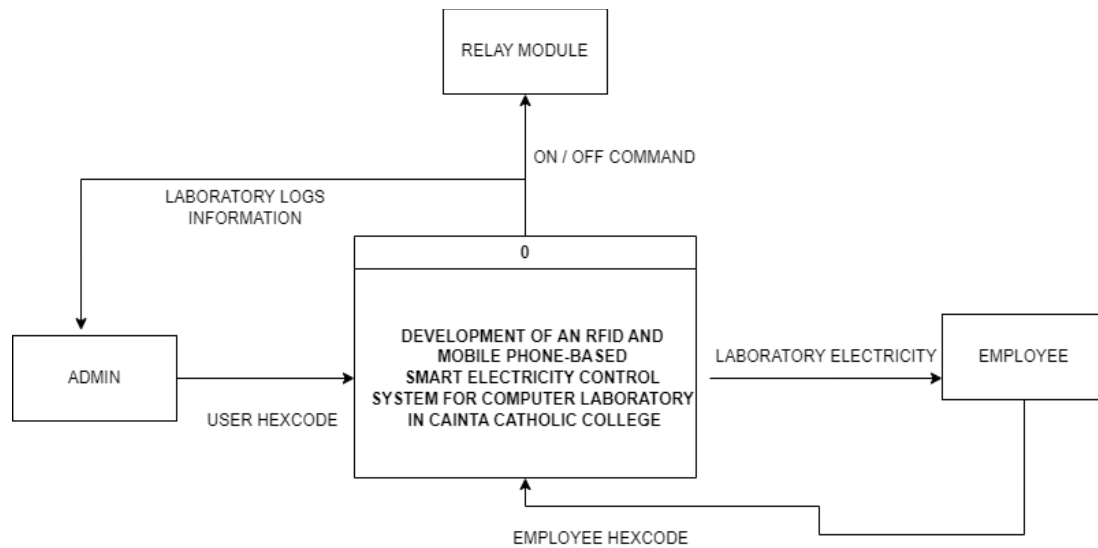 RELAY MODULE
ON / OFF COMMAND
LABORATORY LOGS
INFORMATION
0
DEVELOPMENT OF AN RFID AND
MOBILE PHONE-BASED
SMART ELECTRICITY CONTROL
SYSTEM FOR COMPUTER LABORATORY
IN CAINTA CATHOLIC COLLEGE
ADMIN
USER HEXCODE
LABORATORY ELECTRICITY
EMPLOYEE
EMPLOYEE HEXCODE